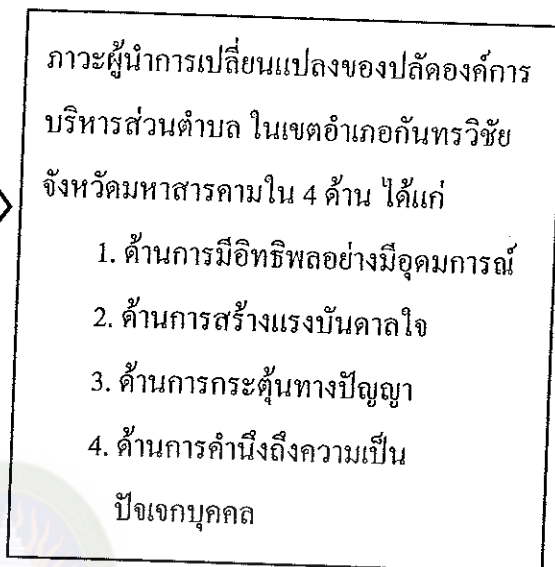 ภาวะผู้นำการเปลี่ยนแปลงของปลัดองค์การ
บริหารส่วนตำบล ในเขตอำเภอกันทรวิชัย
จังหวัดมหาสารคามใน 4 ด้าน ได้แก่
1. ด้านการมีอิทธิพลอย่างมีอุดมการณ์
2. ด้านการสร้างแรงบันดาลใจ
3. ด้านการกระตุ้นทางปัญญา
4. ด้านการคำนึงถึงความเป็น
ปัจเจกบุคคล